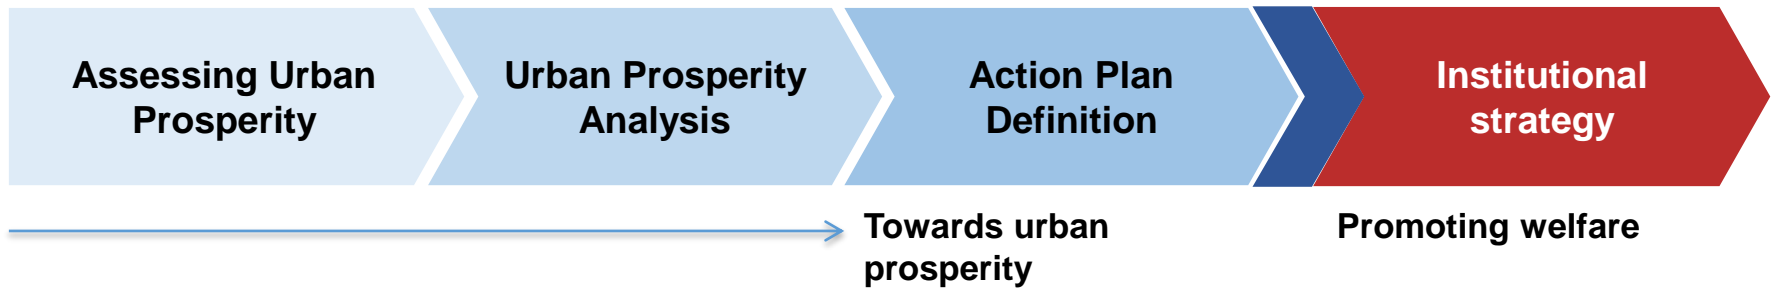 Assessing Urban
Prosperity
Urban Prosperity
Analysis
Action Plan
Definition
Institutional
strategy
Towards urban
prosperity
Promoting welfare